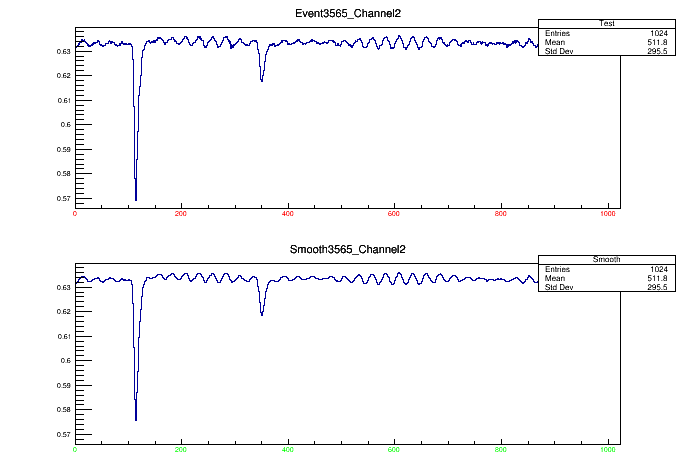 Event3565_Channel2
Test
Entries 1024
Mean 511.8
Std Dev 295.5
0.63
0.62
0.61
0.6
0.59
0.58
0.57
0 200 400 600 800 1000
Smooth3565_Channel2
Smooth
Entries 1024
Mean 511.8
Std Dev 295.5
0.63
0.62
0.61
0.6
0.59
0.58
0.57
0 200 400 600 800 1000